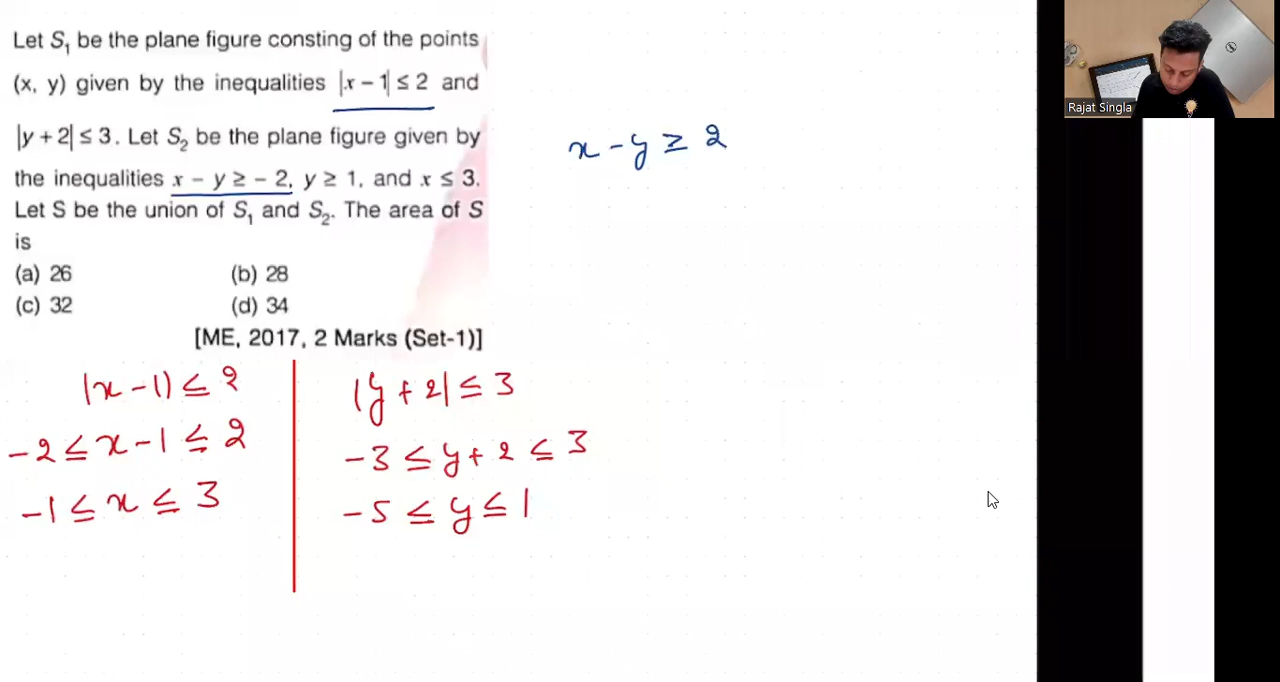 Let S₁ be the plane figure consting of the points
(x, y) given by the inequalities |x − 1| ≤ 2 and
|y + 2| ≤ 3. Let S₂ be the plane figure given by
the inequalities x − y ≥ − 2, y ≥ 1, and x ≤ 3.
Let S be the union of S₁ and S₂. The area of S
is
(a) 26 (b) 28
(c) 32 (d) 34
[ME, 2017, 2 Marks (Set-1)]
x - y ≥ 2
|x - 1) ≤ 2
-2 ≤ x - 1 ≤ 2
-1 ≤ x ≤ 3
|y + 2| ≤ 3
-3 ≤ y + 2 ≤ 3
-5 ≤ y ≤ 1
Rajat Singla